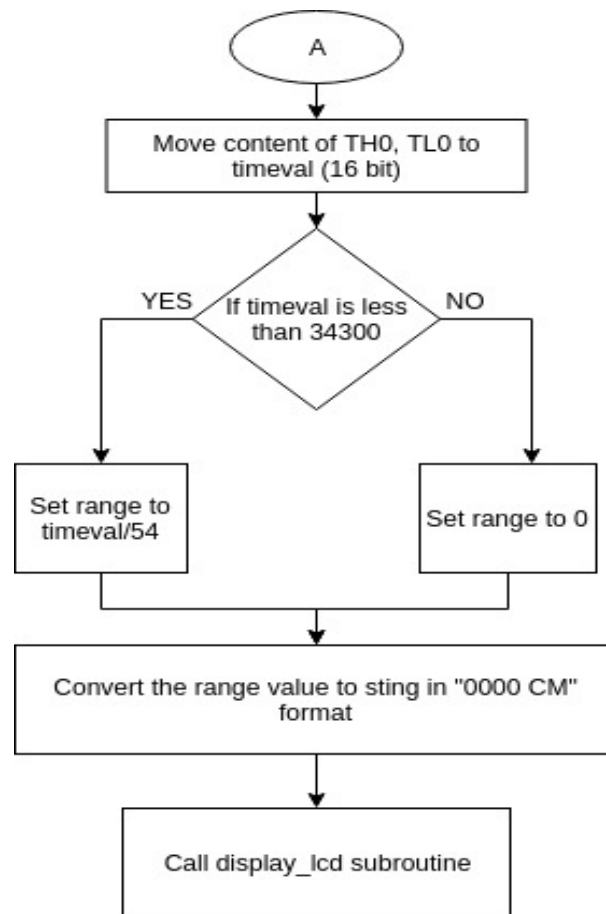 A
Move content of TH0, TL0 to
timeval (16 bit)
YES
If timeval is less
than 34300
NO
Set range to
timeval/54
Set range to 0
Convert the range value to sting in "0000 CM"
format
Call display_lcd subroutine